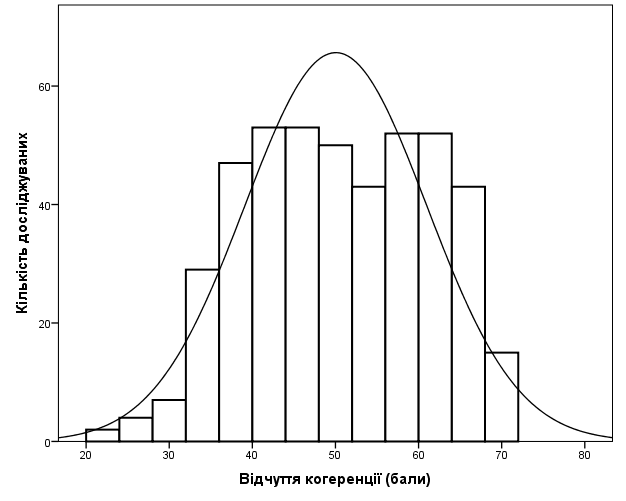 60
40
20
0
20 30 40 50 60 70 80
Кількість досліджуваних
Відчуття когеренції (бали)